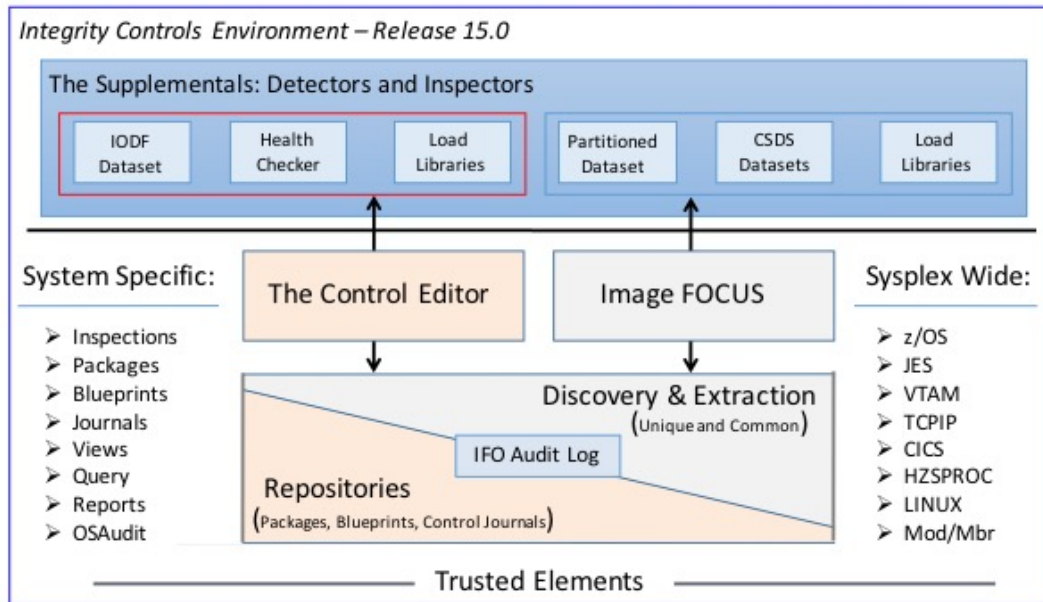 Integrity Controls Environment – Release 15.0
The Supplementals: Detectors and Inspectors
IODF
Dataset
Health
Checker
Load
Libraries
Partitioned
Dataset
CSDS
Datasets
Load
Libraries
System Specific:
➢ Inspections
➢ Packages
➢ Blueprints
➢ Journals
➢ Views
➢ Query
➢ Reports
➢ OSAudit
The Control Editor
Image FOCUS
Discovery & Extraction
(Unique and Common)
IFO Audit Log
Repositories
(Packages, Blueprints, Control Journals)
Sysplex Wide:
➢ z/OS
➢ JES
➢ VTAM
➢ TCPIP
➢ CICS
➢ HZSPROC
➢ LINUX
➢ Mod/Mbr
Trusted Elements